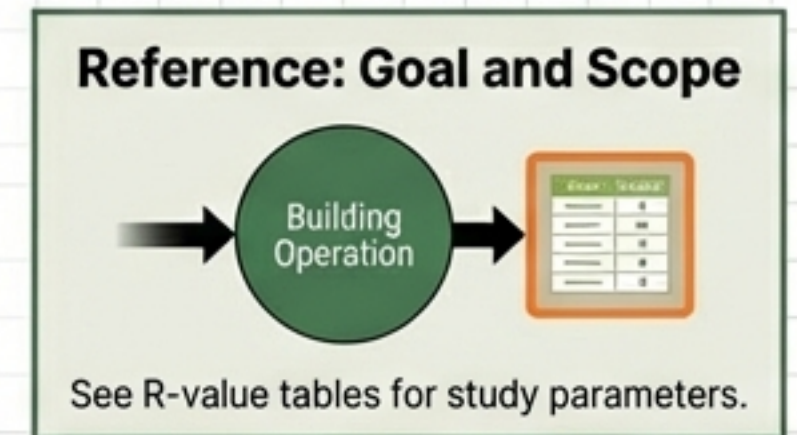 Reference: Goal and Scope
Building
Operation
See R-value tables for study parameters.